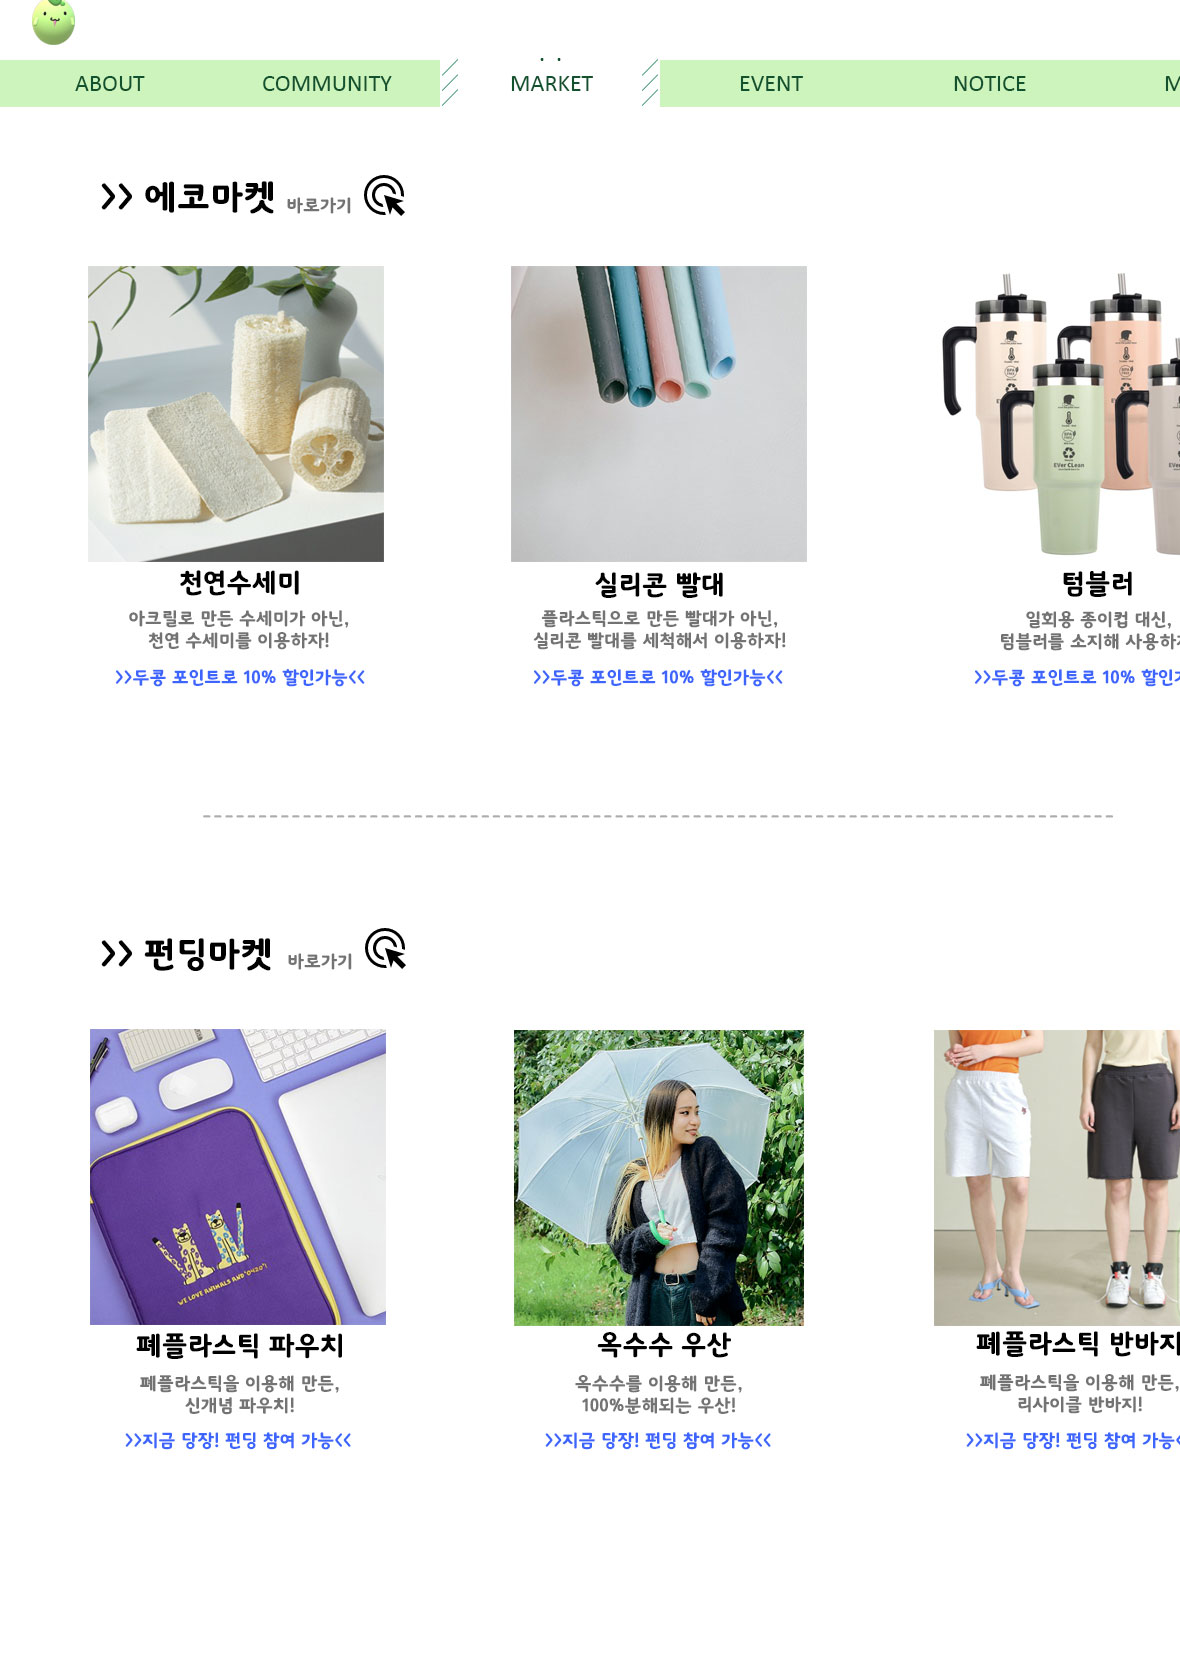 ABOUT COMMUNITY MARKET EVENT NOTICE M
>> 에코마켓 바로가기
EVer CLean
천연수세미
아크릴로 만든 수세미가 아닌,
천연 수세미를 이용하자!
>>두콩 포인트로 10% 할인가능<<
실리콘 빨대
플라스틱으로 만든 빨대가 아닌,
실리콘 빨대를 세척해서 이용하자!
>>두콩 포인트로 10% 할인가능<<
텀블러
일회용 종이컵 대신,
텀블러를 소지해 사용하
>>두콩 포인트로 10% 할인
>> 펀딩마켓 바로가기
WE LOVE ANIMALS AND
폐플라스틱 파우치
폐플라스틱을 이용해 만든,
신개념 파우치!
>>지금 당장! 펀딩 참여 가능<<
옥수수 우산
옥수수를 이용해 만든,
100%분해되는 우산!
>>지금 당장! 펀딩 참여 가능<<
폐플라스틱 반바지
폐플라스틱을 이용해 만든,
리사이클 반바지!
>>지금 당장! 펀딩 참여 가능<